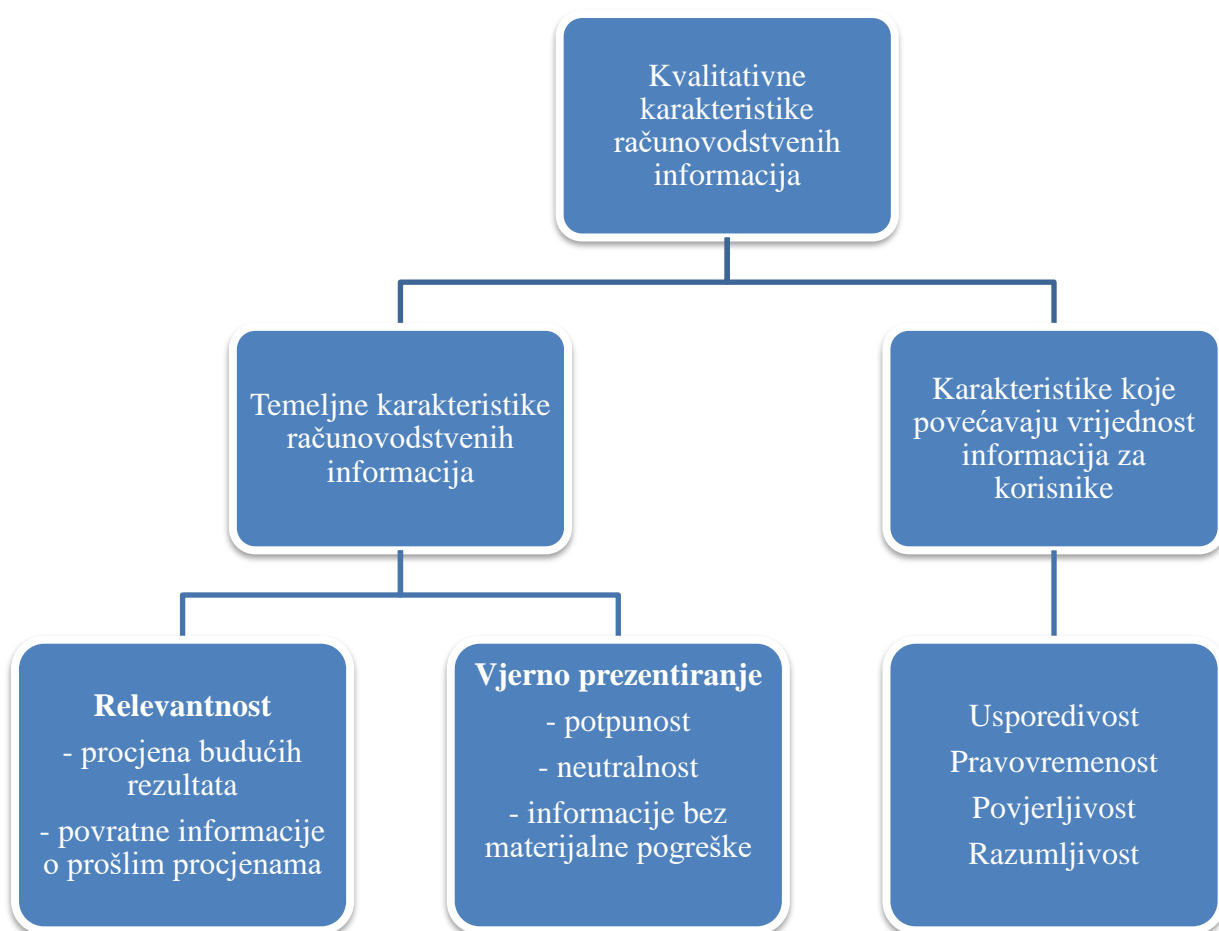 Kvalitativne
karakteristike
računovodstvenih
informacija
Temeljne karakteristike
računovodstvenih
informacija
Karakteristike koje
povećavaju vrijednost
informacija za
korisnike
Relevantnost
- procjena budućih
rezultata
- povratne informacije
o prošlim procjenama
Vjerno prezentiranje
- potpunost
- neutralnost
- informacije bez
materijalne pogreške
Usporedivost
Pravovremenost
Povjerljivost
Razumljivost